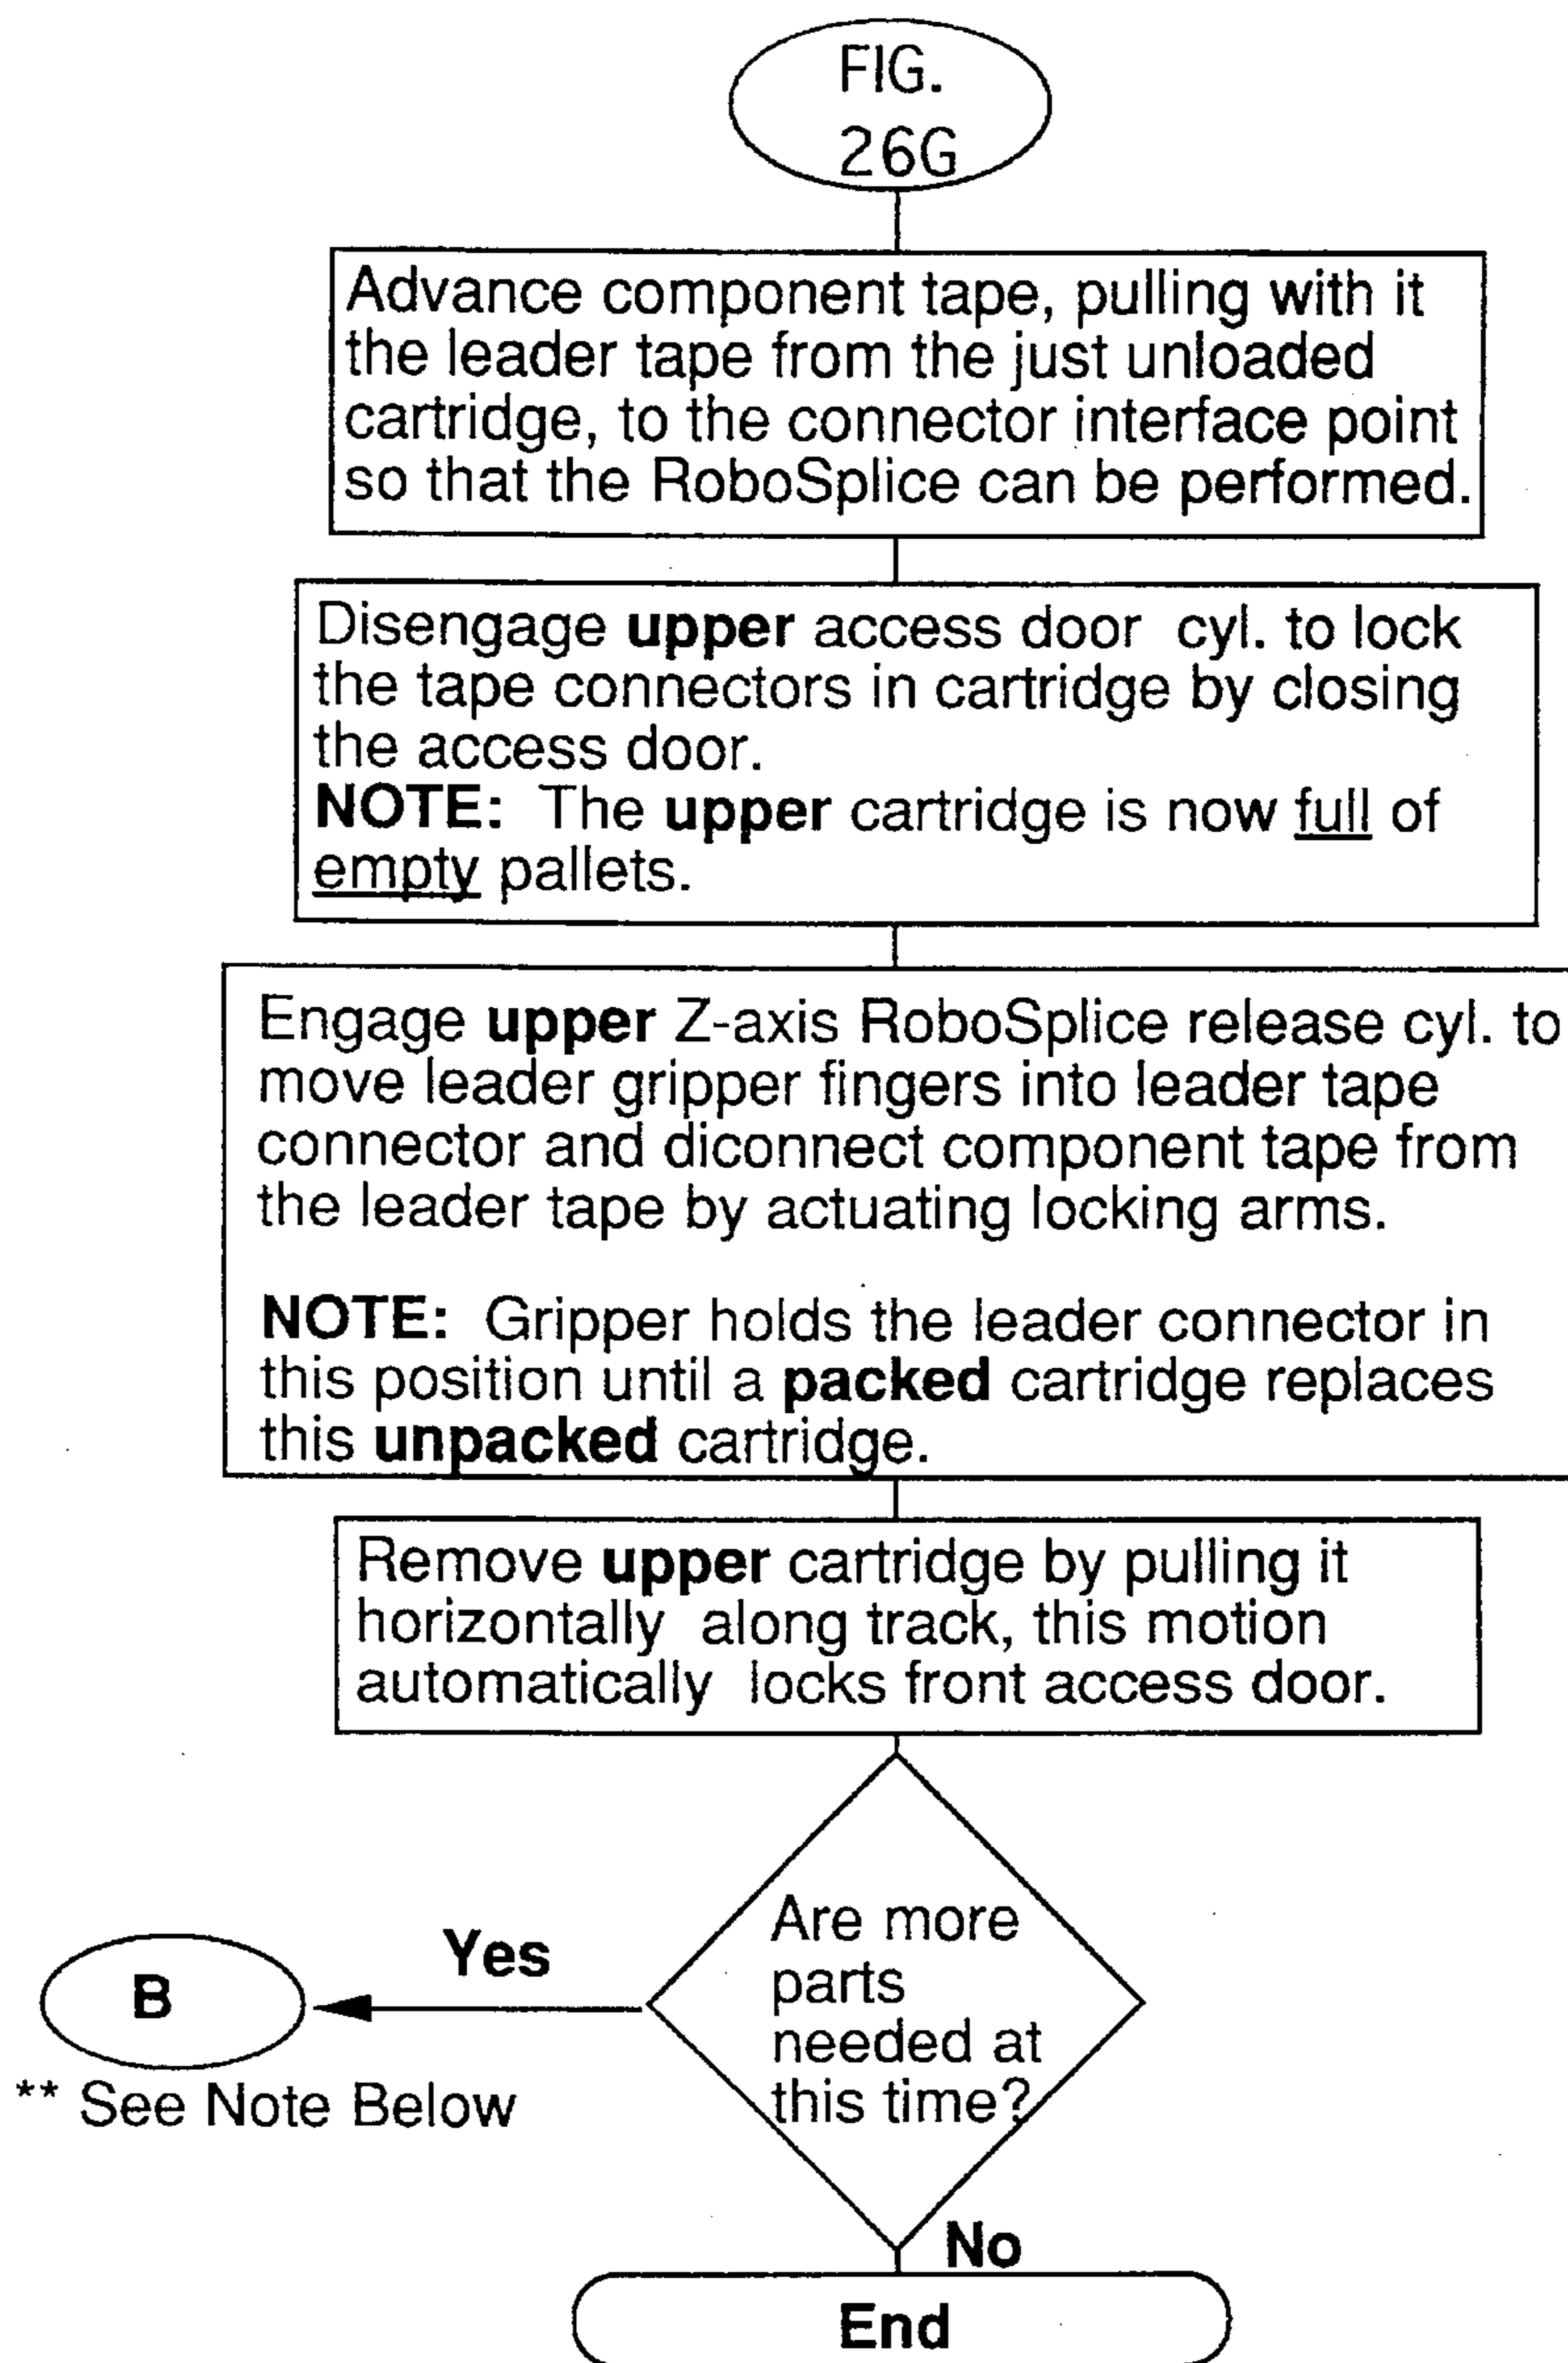 FIG.
26G
Advance component tape, pulling with it
the leader tape from the just unloaded
cartridge, to the connector interface point
so that the RoboSplice can be performed.
Disengage upper access door cyl. to lock
the tape connectors in cartridge by closing
the access door.
NOTE: The upper cartridge is now full of
empty pallets.
Engage upper Z-axis RoboSplice release cyl. to
move leader gripper fingers into leader tape
connector and diconnect component tape from
the leader tape by actuating locking arms.
NOTE: Gripper holds the leader connector in
this position until a packed cartridge replaces
this unpacked cartridge.
Remove upper cartridge by pulling it
horizontally along track, this motion
automatically locks front access door.
Are more
parts
needed at
this time?
Yes
B
** See Note Below
No
End